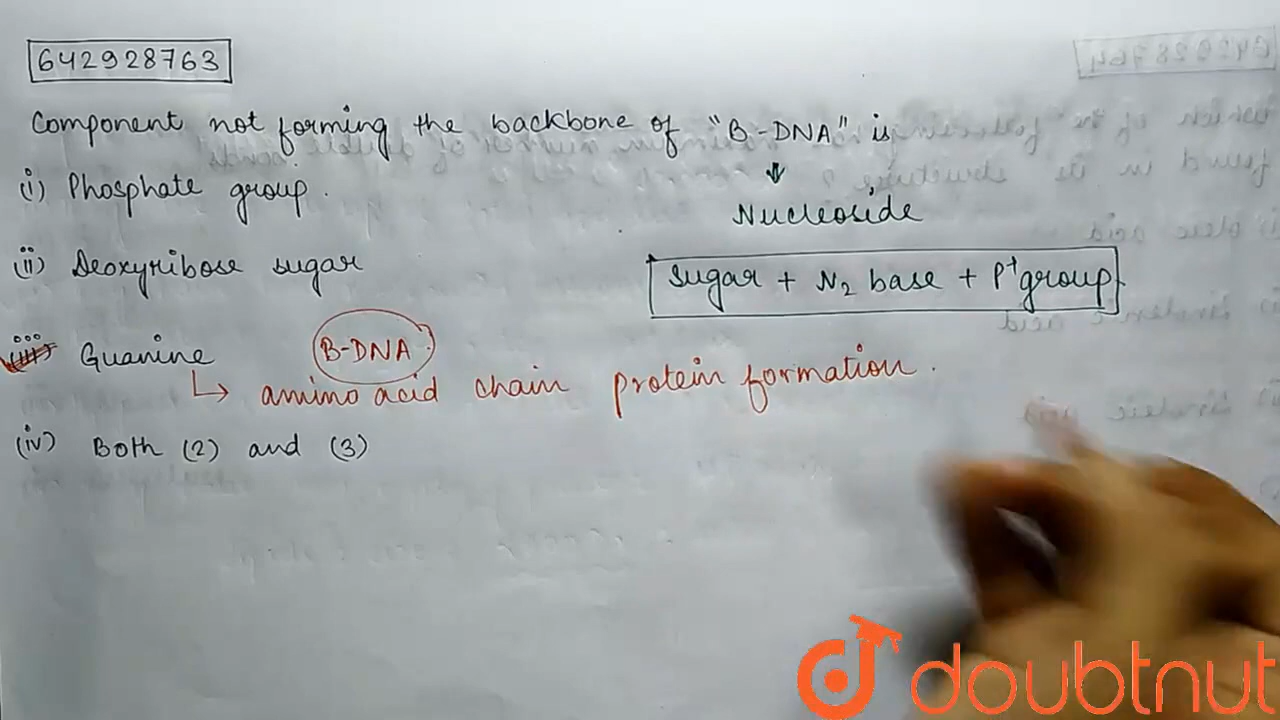 642928763
Component not forming the backbone of "B-DNA" is
(i) Phosphate group.
Nucleoside
(ii) Deoxyribose sugar
Sugar + N2 base + P+ group
(iii) Guanine
B-DNA
amino acid chain protein formation.
(iv) Both (2) and (3)
doubtnut